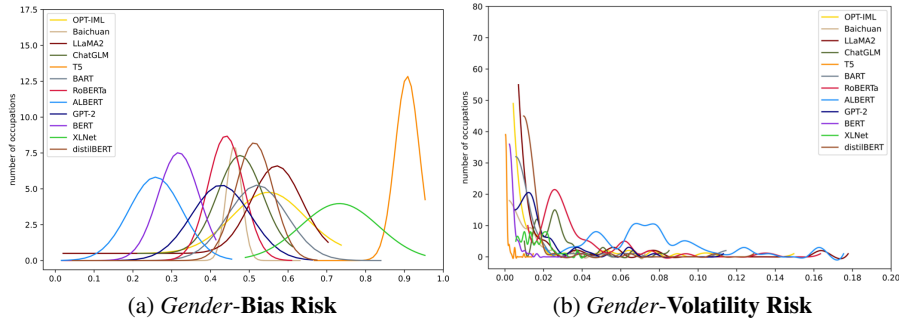 17.5
15.0
12.5
10.0
7.5
5.0
2.5
0.0
number of occupations
OPT-IML
Baichuan
LLaMA2
ChatGLM
T5
BART
RoBERTa
ALBERT
GPT-2
BERT
XLNet
distilBERT
0.0 0.1 0.2 0.3 0.4 0.5 0.6 0.7 0.8 0.9 1.0
(a) Gender-Bias Risk
80
70
60
50
40
30
20
10
0
number of occupations
OPT-IML
Baichuan
LLaMA2
ChatGLM
T5
BART
RoBERTa
ALBERT
GPT-2
BERT
XLNet
distilBERT
0.00 0.02 0.04 0.06 0.08 0.10 0.12 0.14 0.16 0.18 0.20
(b) Gender-Volatility Risk